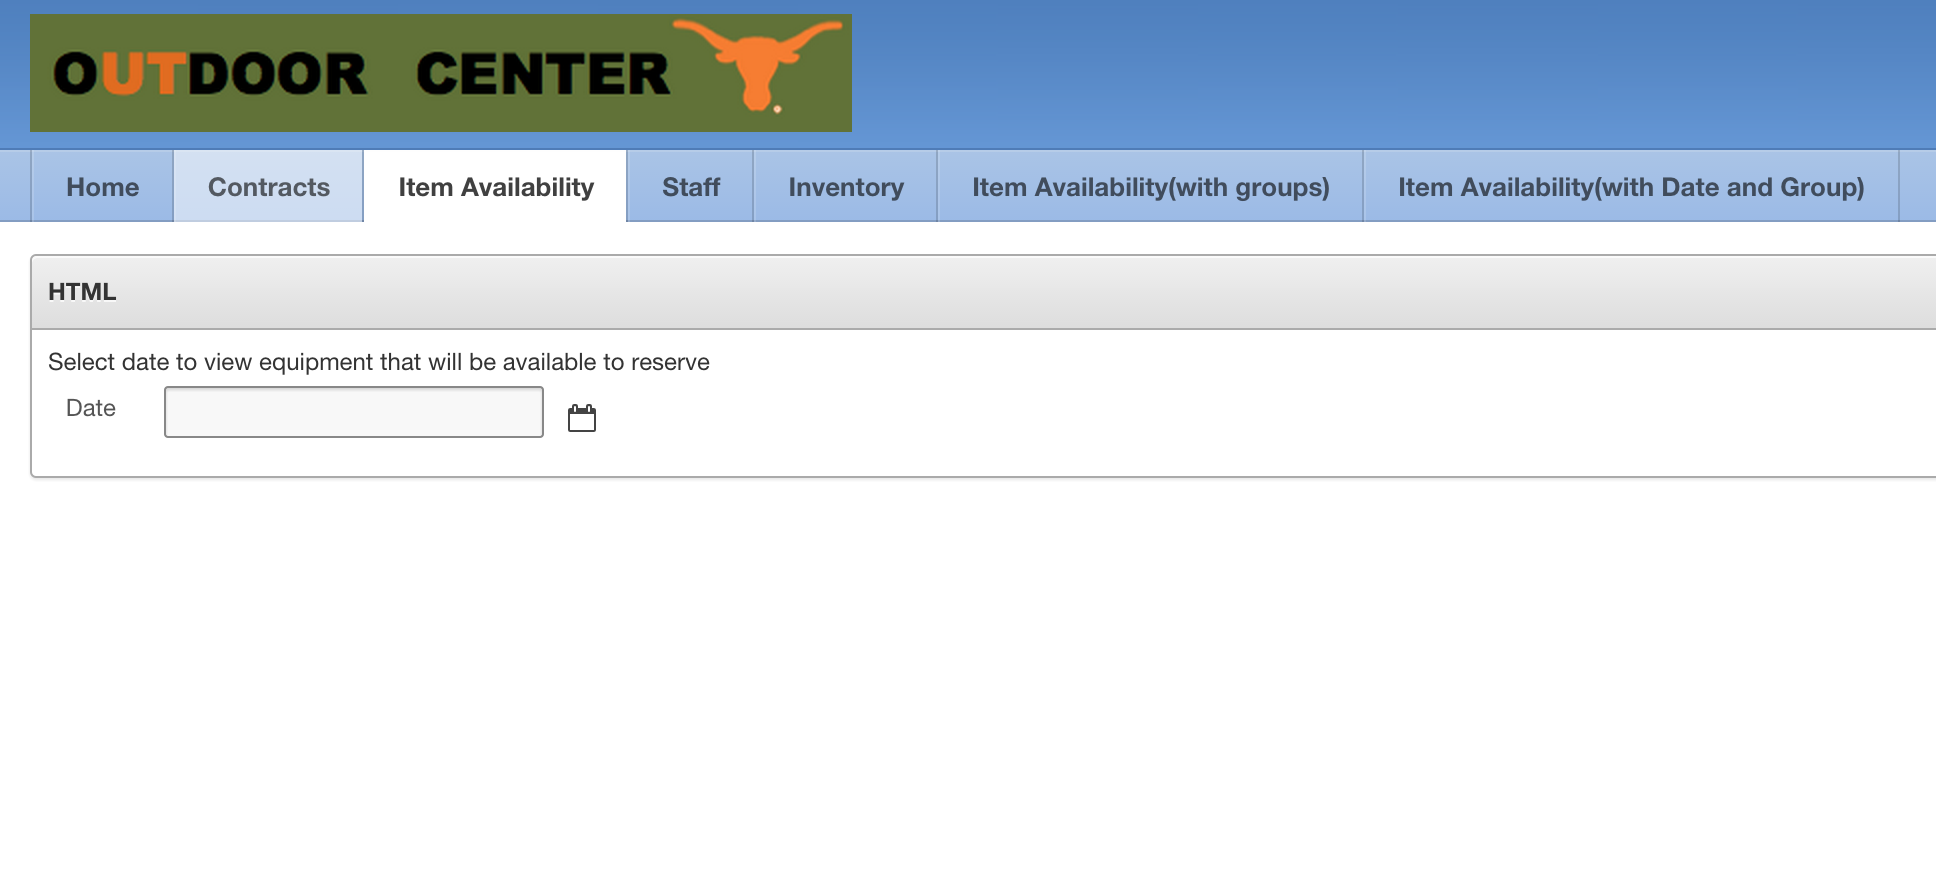 OUTDOOR CENTER
Home Contracts Item Availability Staff Inventory Item Availability(with groups) Item Availability(with Date and Group)
HTML
Select date to view equipment that will be available to reserve
Date